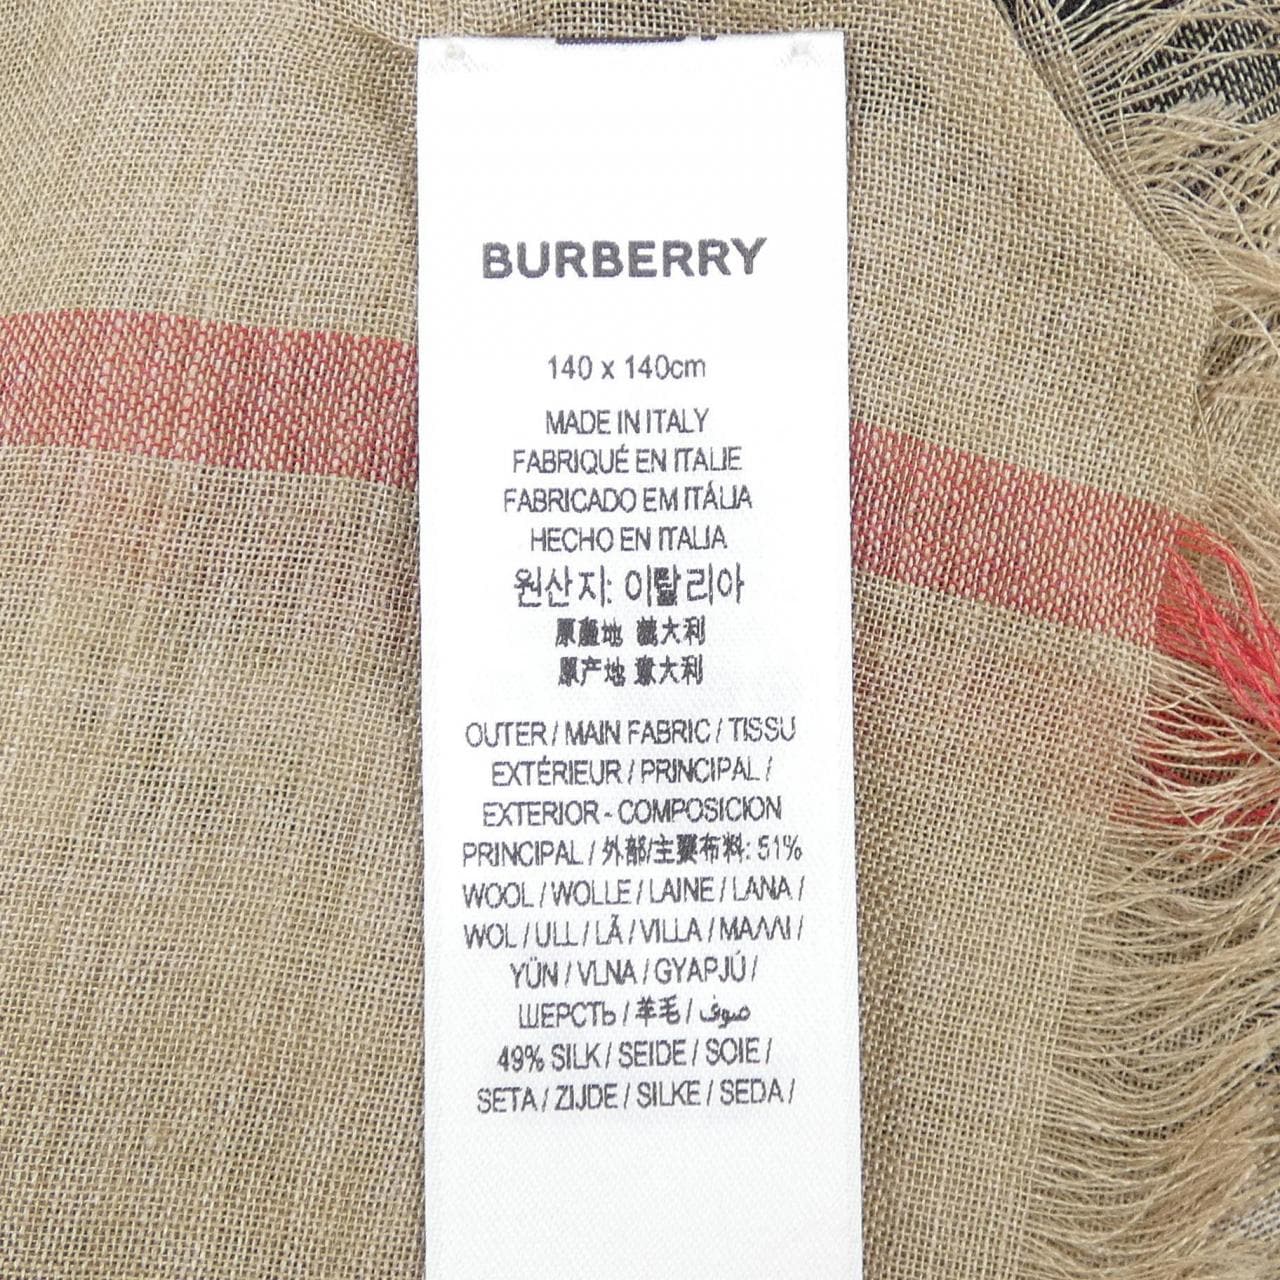 BURBERRY
140 x 140cm
MADE IN ITALY
FABRIQUÉ EN ITALIE
FABRICADO EM ITÁLIA
HECHO EN ITALIA
원산지: 이탈리아
原產地 義大利
原产地 意大利
OUTER / MAIN FABRIC / TISSU
EXTÉRIEUR / PRINCIPAL /
EXTERIOR - COMPOSICION
PRINCIPAL / 外部/主要布料: 51%
WOOL / WOLLE / LAINE / LANA /
WOL / ULL / LÃ / VILLA / ΜΑΛΛΙ /
YÜN / VLNA / GYAPJÚ /
ШЕРСТЬ / 羊毛 / صوف
49% SILK / SEIDE / SOIE /
SETA / ZIJDE / SILKE / SEDA /